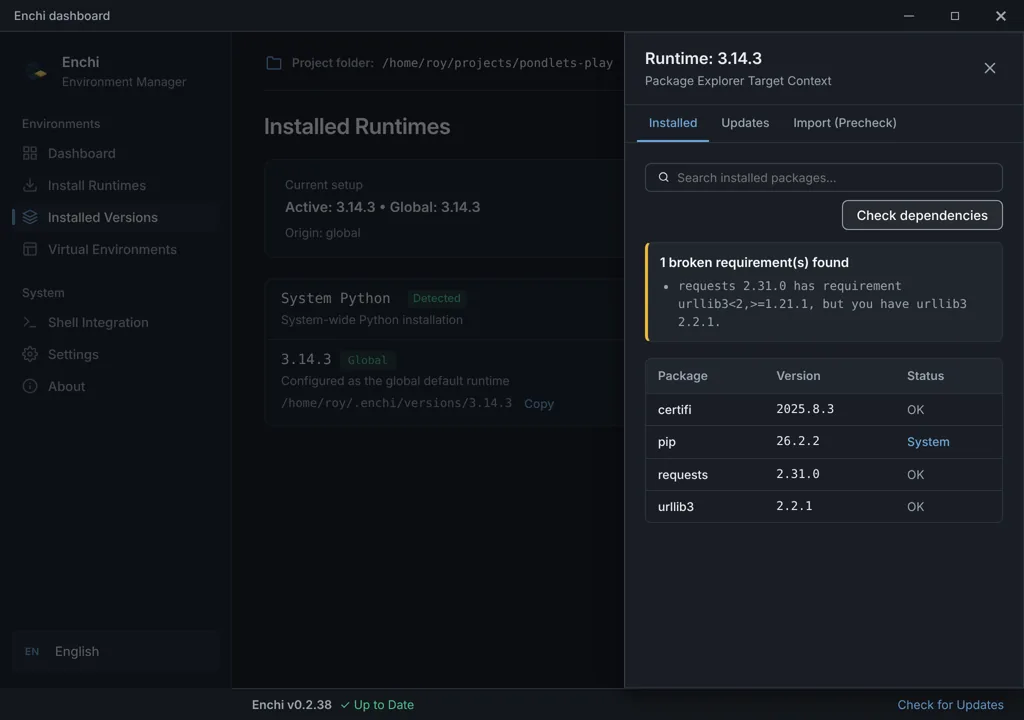 Enchi dashboard
Enchi
Environment Manager
Environments
Dashboard
Install Runtimes
Installed Versions
Virtual Environments
System
Shell Integration
Settings
About
EN English
Project folder: /home/roy/projects/pondlets-play
Installed Runtimes
Current setup
Active: 3.14.3 • Global: 3.14.3
Origin: global
System Python Detected
System-wide Python installation
3.14.3 Global
Configured as the global default runtime
/home/roy/.enchi/versions/3.14.3 Copy
Runtime: 3.14.3
Package Explorer Target Context
Installed Updates Import (Precheck)
Search installed packages...
Check dependencies
1 broken requirement(s) found
• requests 2.31.0 has requirement
urllib3<2,>=1.21.1, but you have urllib3
2.2.1.
Package Version Status
certifi 2025.8.3 OK
pip 26.2.2 System
requests 2.31.0 OK
urllib3 2.2.1 OK
Enchi v0.2.38 ✓ Up to Date
Check for Updates